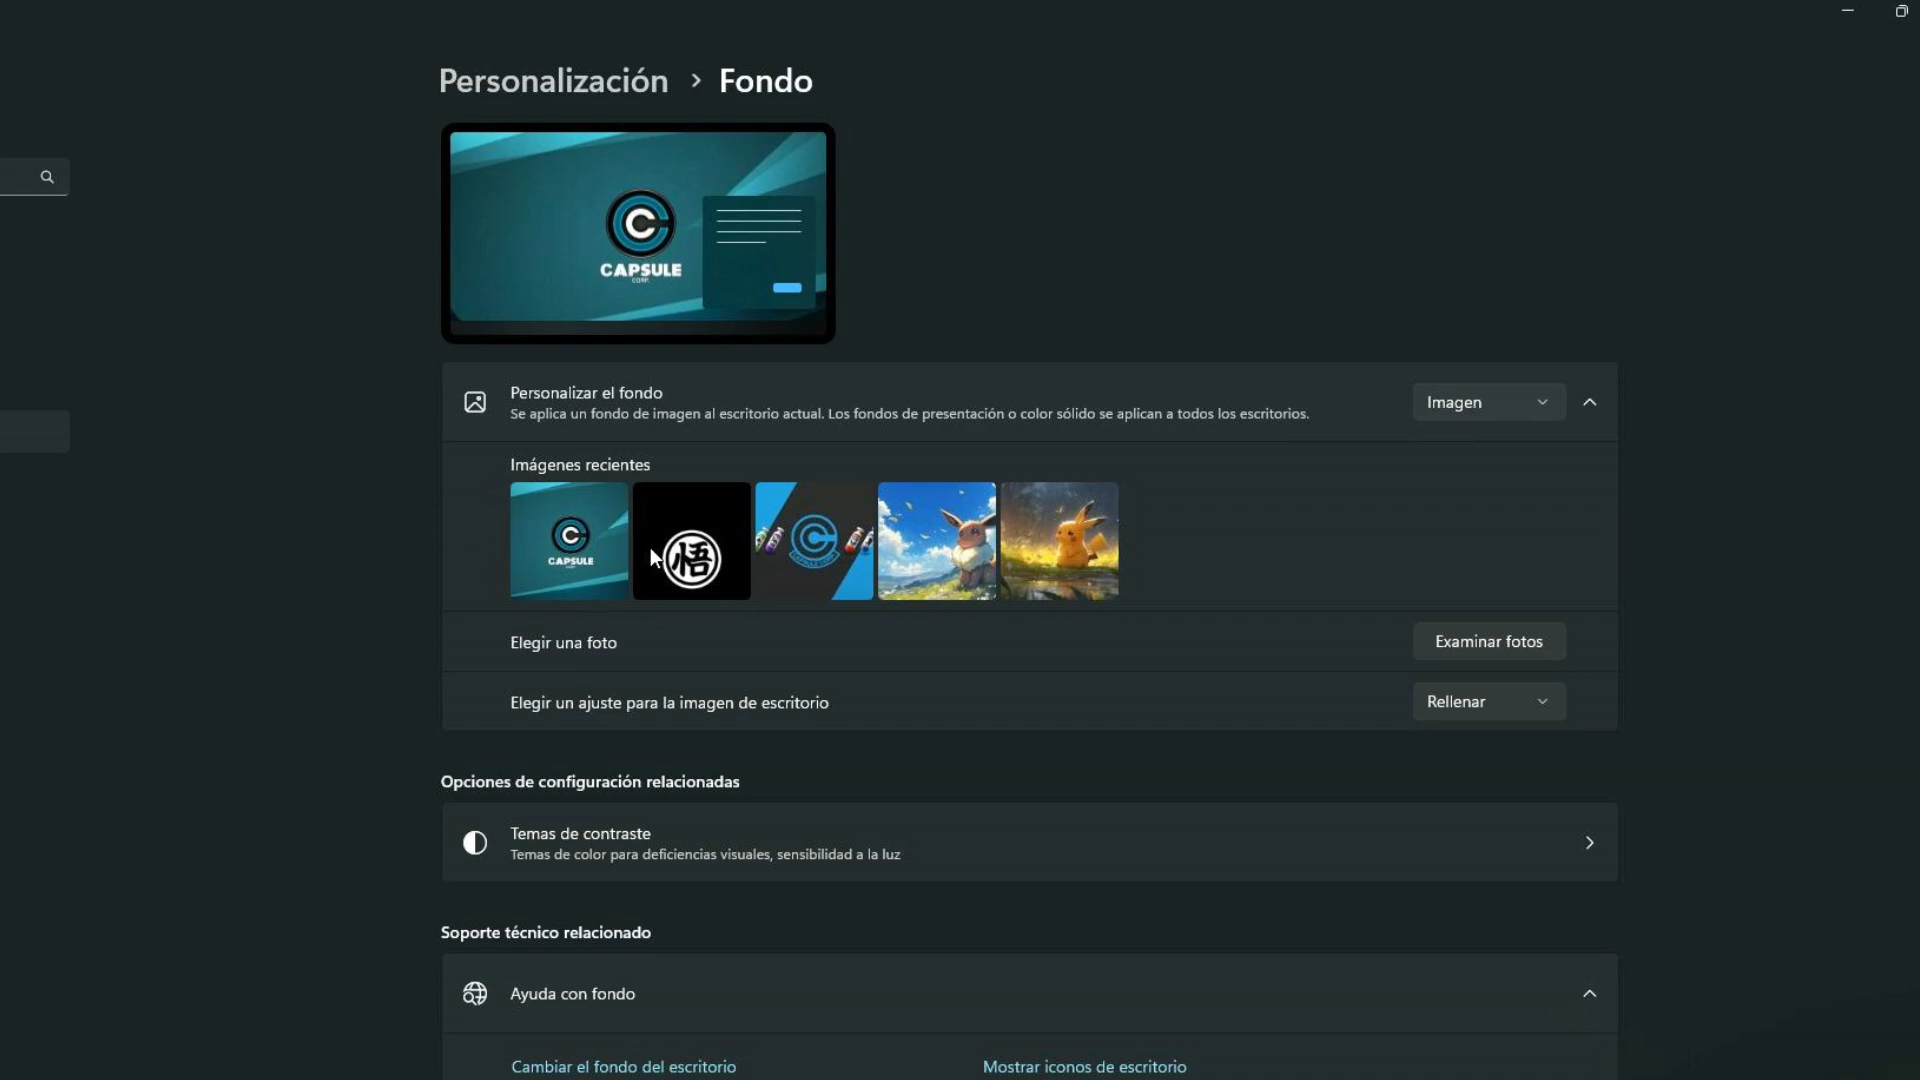 Personalización > Fondo
CAPSULE
CORP.
Personalizar el fondo
Se aplica un fondo de imagen al escritorio actual. Los fondos de presentación o color sólido se aplican a todos los escritorios.
Imagen
Imágenes recientes
CAPSULE
悟
Elegir una foto
Examinar fotos
Elegir un ajuste para la imagen de escritorio
Rellenar
Opciones de configuración relacionadas
Temas de contraste
Temas de color para deficiencias visuales, sensibilidad a la luz
Soporte técnico relacionado
Ayuda con fondo
Cambiar el fondo del escritorio
Mostrar iconos de escritorio